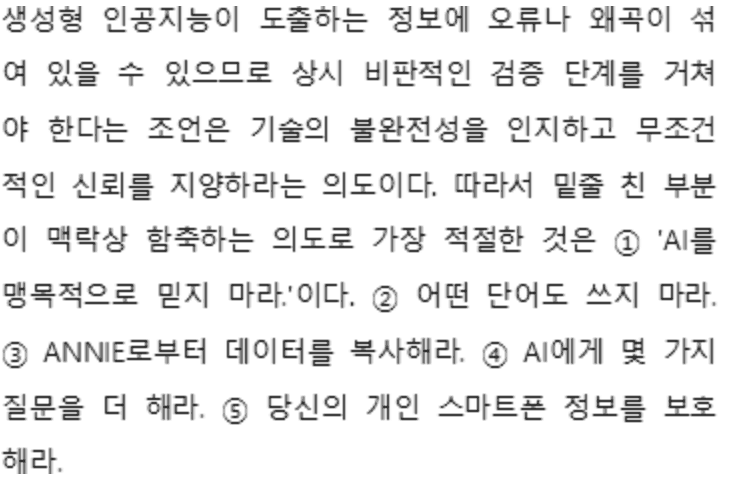 생성형 인공지능이 도출하는 정보에 오류나 왜곡이 섞
여 있을 수 있으므로 상시 비판적인 검증 단계를 거쳐
야 한다는 조언은 기술의 불완전성을 인지하고 무조건
적인 신뢰를 지양하라는 의도이다. 따라서 밑줄 친 부분
이 맥락상 함축하는 의도로 가장 적절한 것은 ① 'AI를
맹목적으로 믿지 마라.'이다. ② 어떤 단어도 쓰지 마라.
③ ANNIE로부터 데이터를 복사해라. ④ AI에게 몇 가지
질문을 더 해라. ⑤ 당신의 개인 스마트폰 정보를 보호
해라.